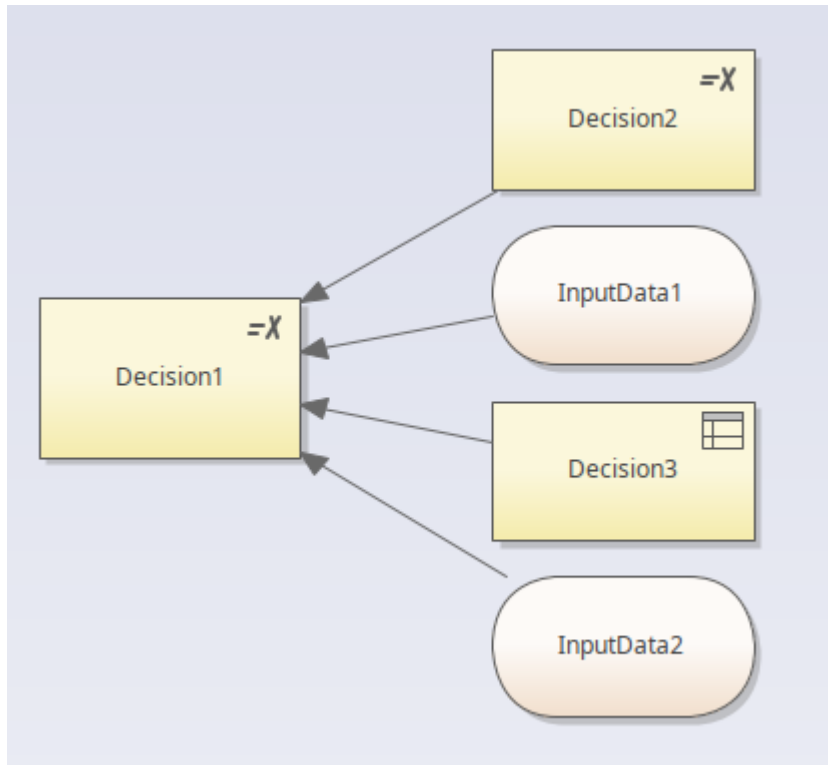 =X
Decision2
InputData1
=X
Decision1
Decision3
InputData2